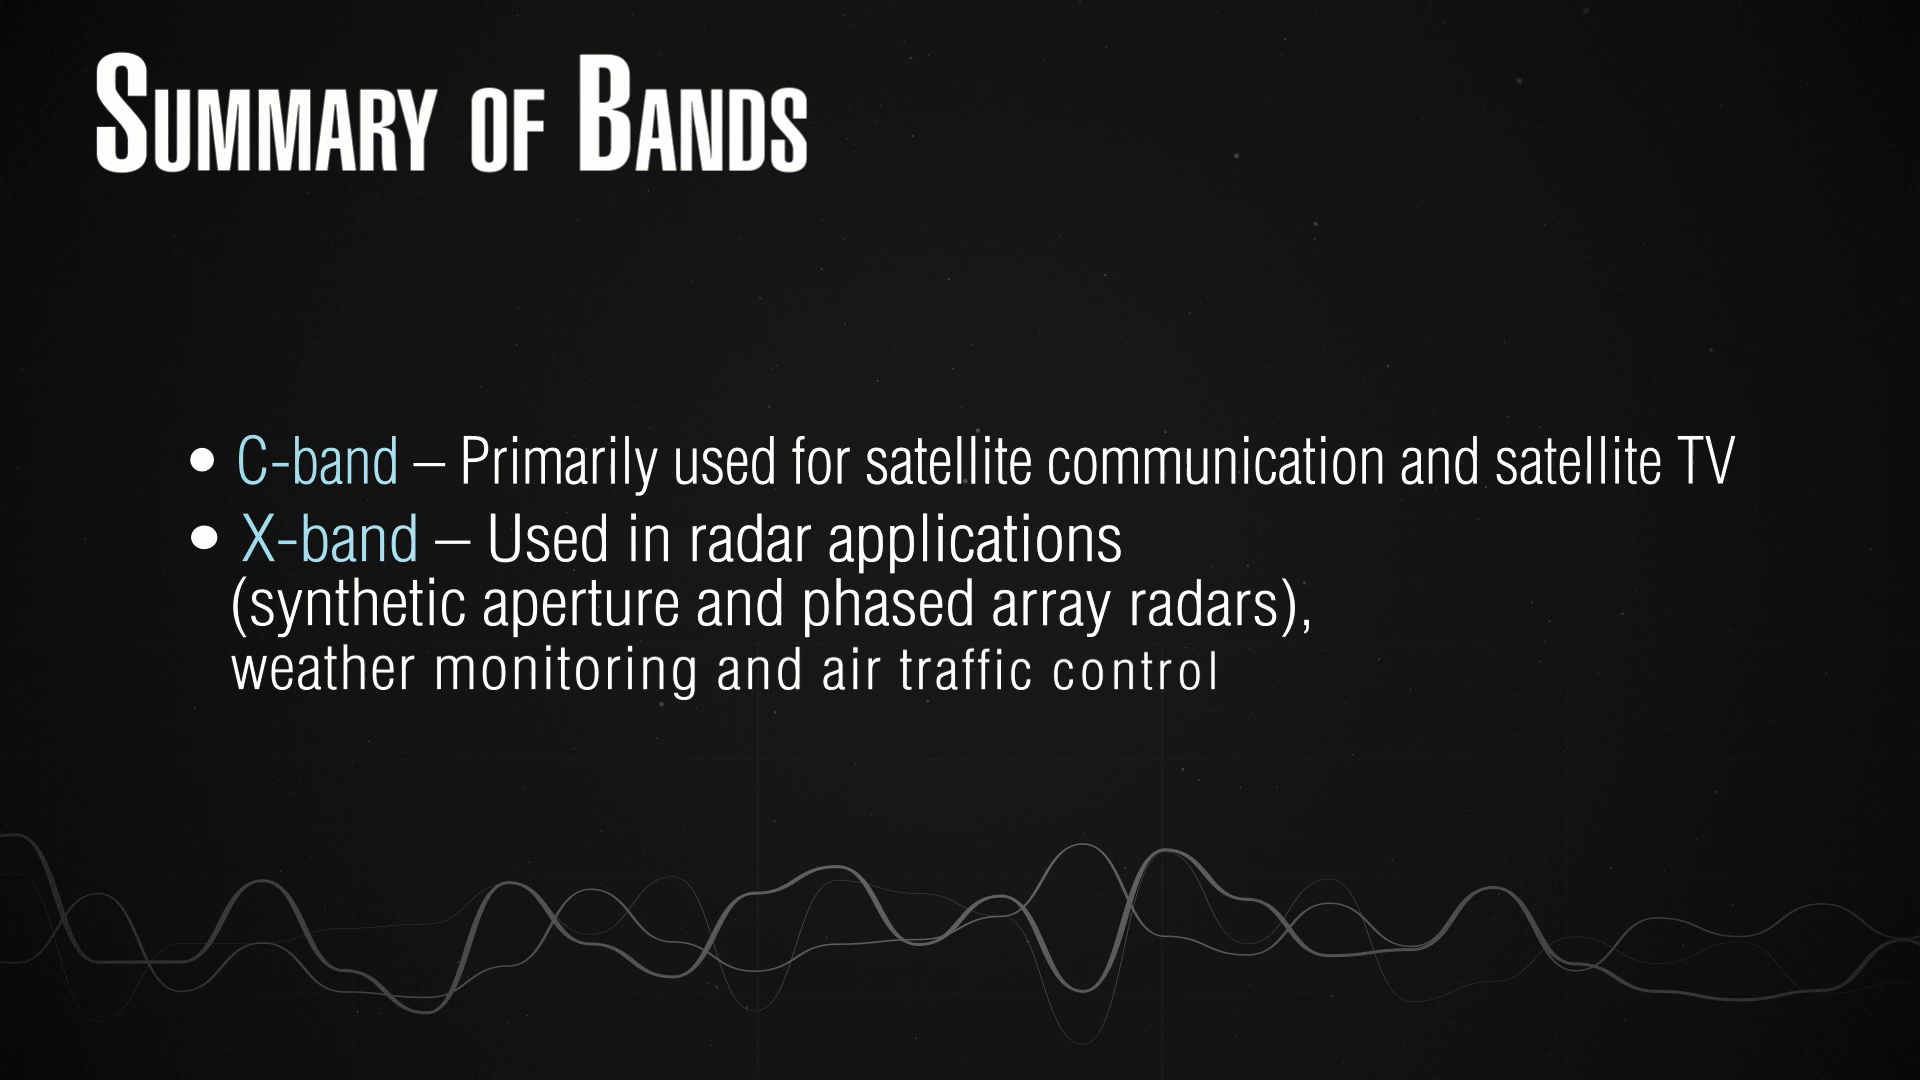 Summary of Bands
• C-band – Primarily used for satellite communication and satellite TV
• X-band – Used in radar applications
(synthetic aperture and phased array radars),
weather monitoring and air traffic control